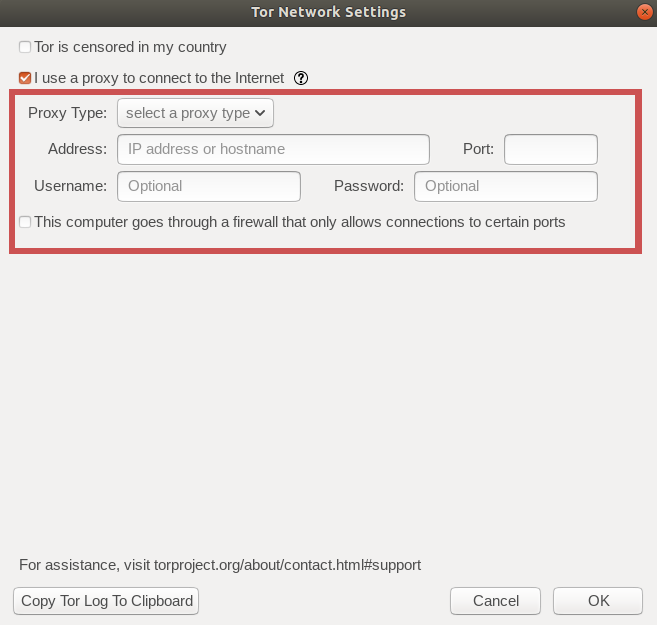 Tor Network Settings
Tor is censored in my country
I use a proxy to connect to the Internet ?
Proxy Type: select a proxy type
Address: IP address or hostname Port:
Username: Optional Password: Optional
This computer goes through a firewall that only allows connections to certain ports
For assistance, visit torproject.org/about/contact.html#support
Copy Tor Log To Clipboard Cancel OK